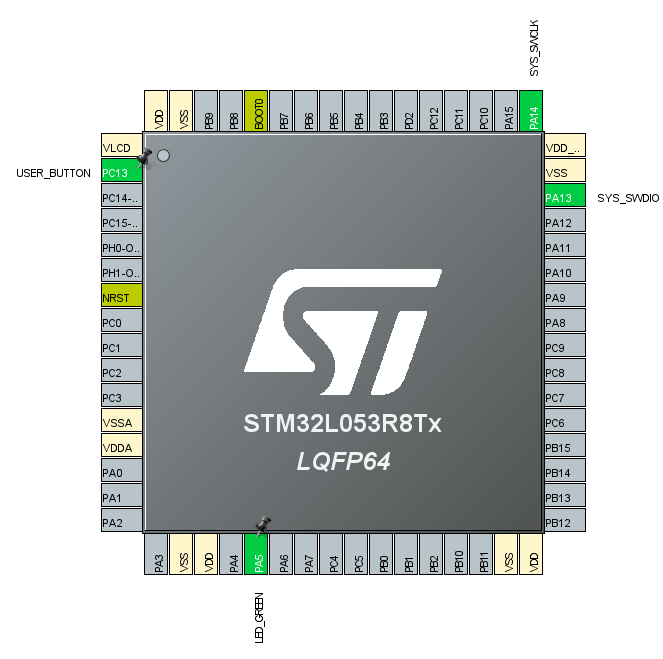 SYS_SWCLK
VDD
VSS
PB9
PB8
BOOT0
PB7
PB6
PB5
PB4
PB3
PD2
PC12
PC11
PC10
PA15
PA14
VLCD
USER_BUTTON PC13
PC14-..
PC15-..
PH0-O..
PH1-O..
NRST
PC0
PC1
PC2
PC3
VSSA
VDDA
PA0
PA1
PA2
VDD_..
VSS
PA13 SYS_SWDIO
PA12
PA11
PA10
PA9
PA8
PC9
PC8
PC7
PC6
PB15
PB14
PB13
PB12
ST
STM32L053R8Tx
LQFP64
PA3
VSS
VDD
PA4
PA5
PA6
PA7
PC4
PC5
PB0
PB1
PB2
PB10
PB11
VSS
VDD
LED_GREEN